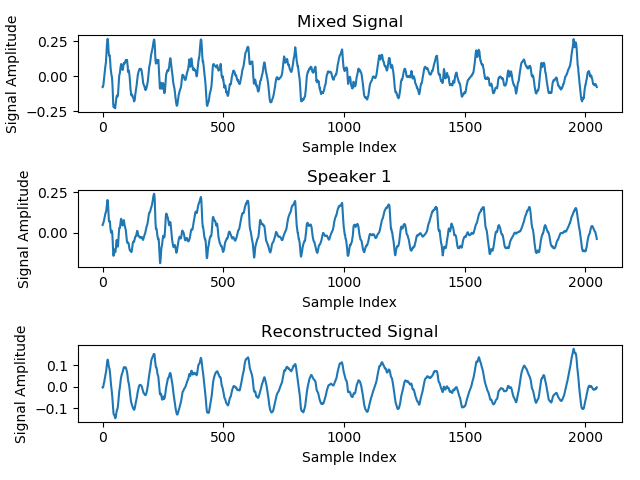 Mixed Signal
Signal Amplitude
0.25
0.00
−0.25
0 500 1000 1500 2000
Sample Index
Speaker 1
Signal Amplitude
0.25
0.00
0 500 1000 1500 2000
Sample Index
Reconstructed Signal
Signal Amplitude
0.1
0.0
−0.1
0 500 1000 1500 2000
Sample Index